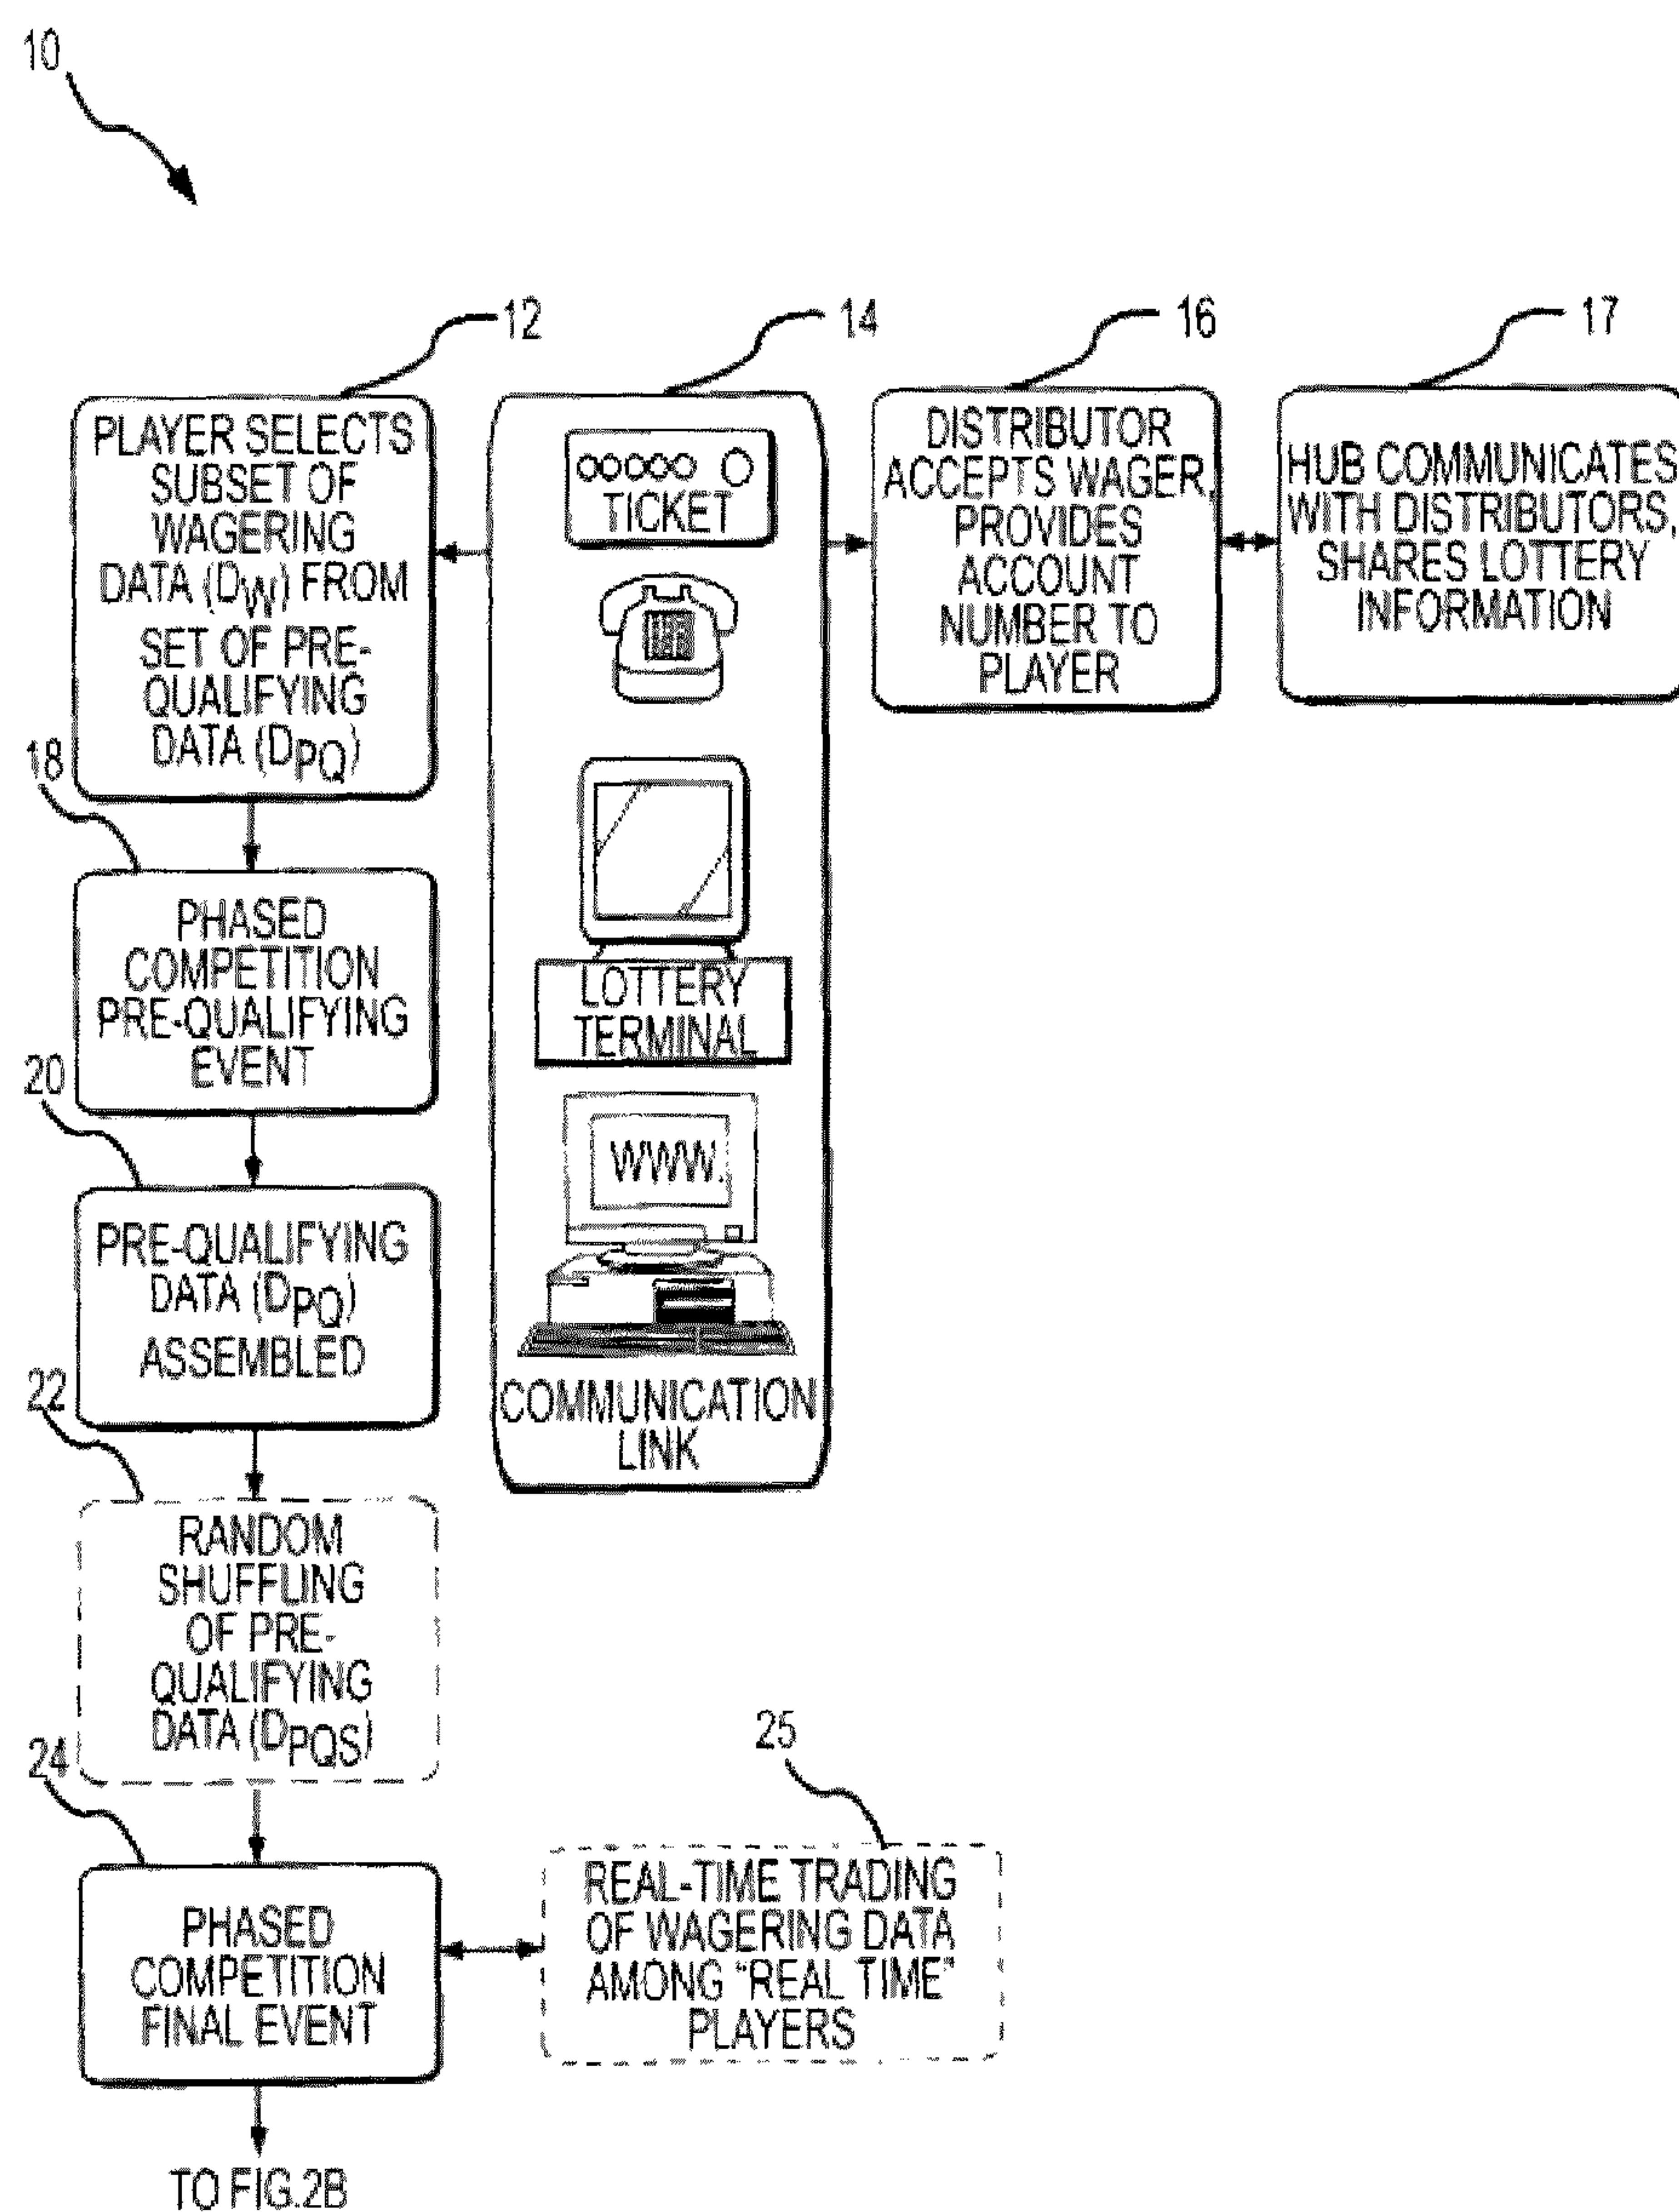 10
12
14
16
17
PLAYER SELECTS
SUBSET OF
WAGERING
DATA (DW) FROM
SET OF PRE-
QUALIFYING
DATA (DPQ)
TICKET
LOTTERY
TERMINAL
WWW.
COMMUNICATION
LINK
DISTRIBUTOR
ACCEPTS WAGER,
PROVIDES
ACCOUNT
NUMBER TO
PLAYER
HUB COMMUNICATES
WITH DISTRIBUTORS,
SHARES LOTTERY
INFORMATION
18
PHASED
COMPETITION
PRE-QUALIFYING
EVENT
20
PRE-QUALIFYING
DATA (DPQ)
ASSEMBLED
22
RANDOM
SHUFFLING
OF PRE-
QUALIFYING
DATA (DPQS)
24
PHASED
COMPETITION
FINAL EVENT
25
REAL-TIME TRADING
OF WAGERING DATA
AMONG "REAL TIME"
PLAYERS
TO FIG.2B